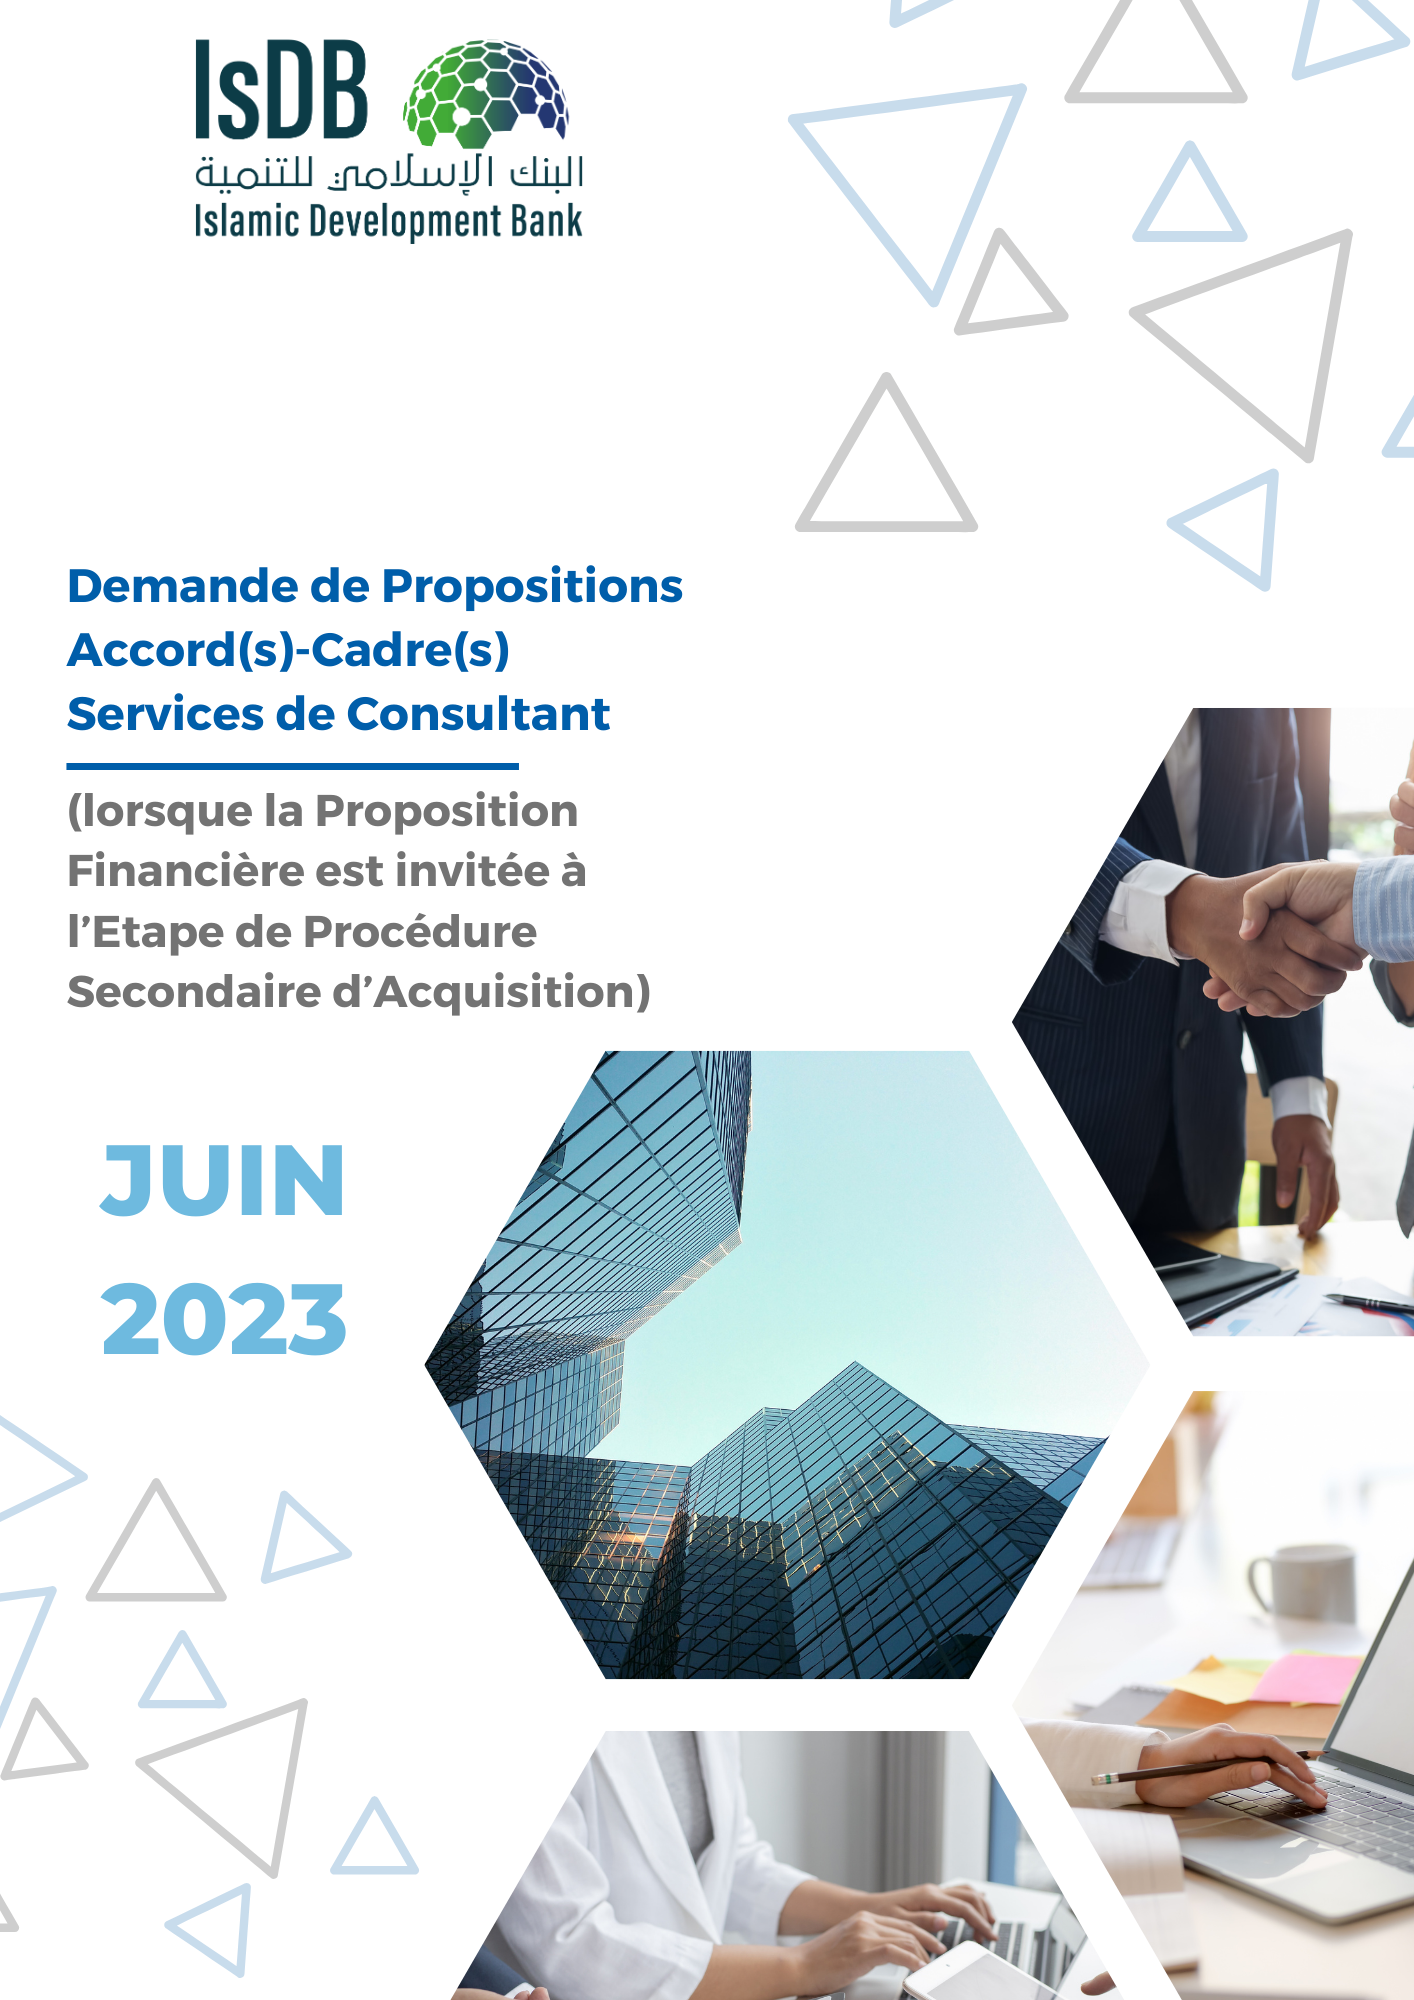 IsDB
البنك الإسلامي للتنمية
Islamic Development Bank
Demande de Propositions
Accord(s)-Cadre(s)
Services de Consultant
(lorsque la Proposition
Financière est invitée à
l’Etape de Procédure
Secondaire d’Acquisition)
JUIN
2023